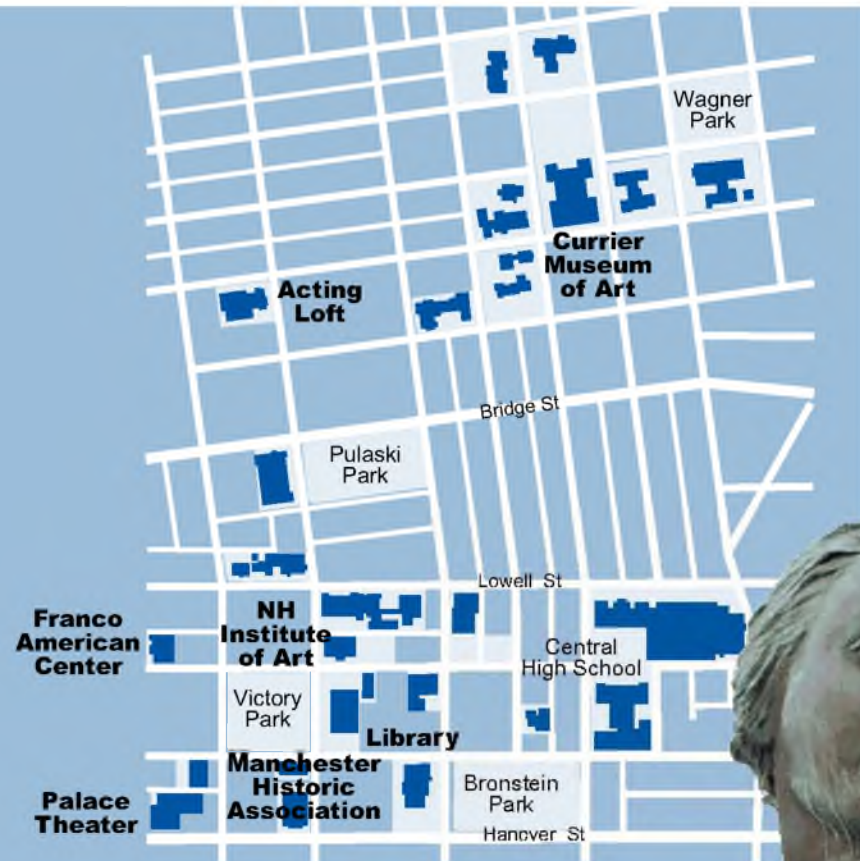 Wagner
Park
Currier
Museum
of Art
Acting
Loft
Bridge St
Pulaski
Park
Lowell St
Franco
American
Center
NH
Institute
of Art
Central
High School
Victory
Park
Library
Manchester
Historic
Association
Bronstein
Park
Palace
Theater
Hanover St